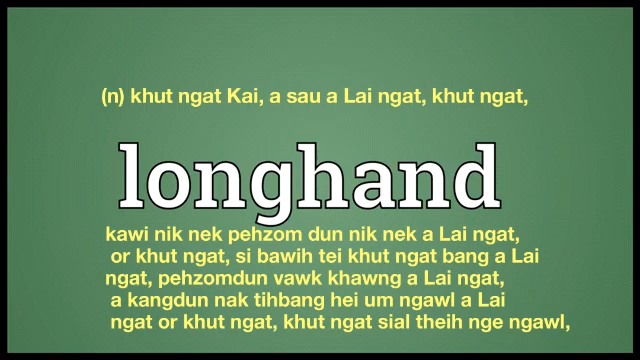 (n) khut ngat Kai, a sau a Lai ngat, khut ngat,
longhand
kawi nik nek pehzom dun nik nek a Lai ngat,
or khut ngat, si bawih tei khut ngat bang a Lai
ngat, pehzomdun vawk khawng a Lai ngat,
a kangdun nak tihbang hei um ngawl a Lai
ngat or khut ngat, khut ngat sial theih nge ngawl,